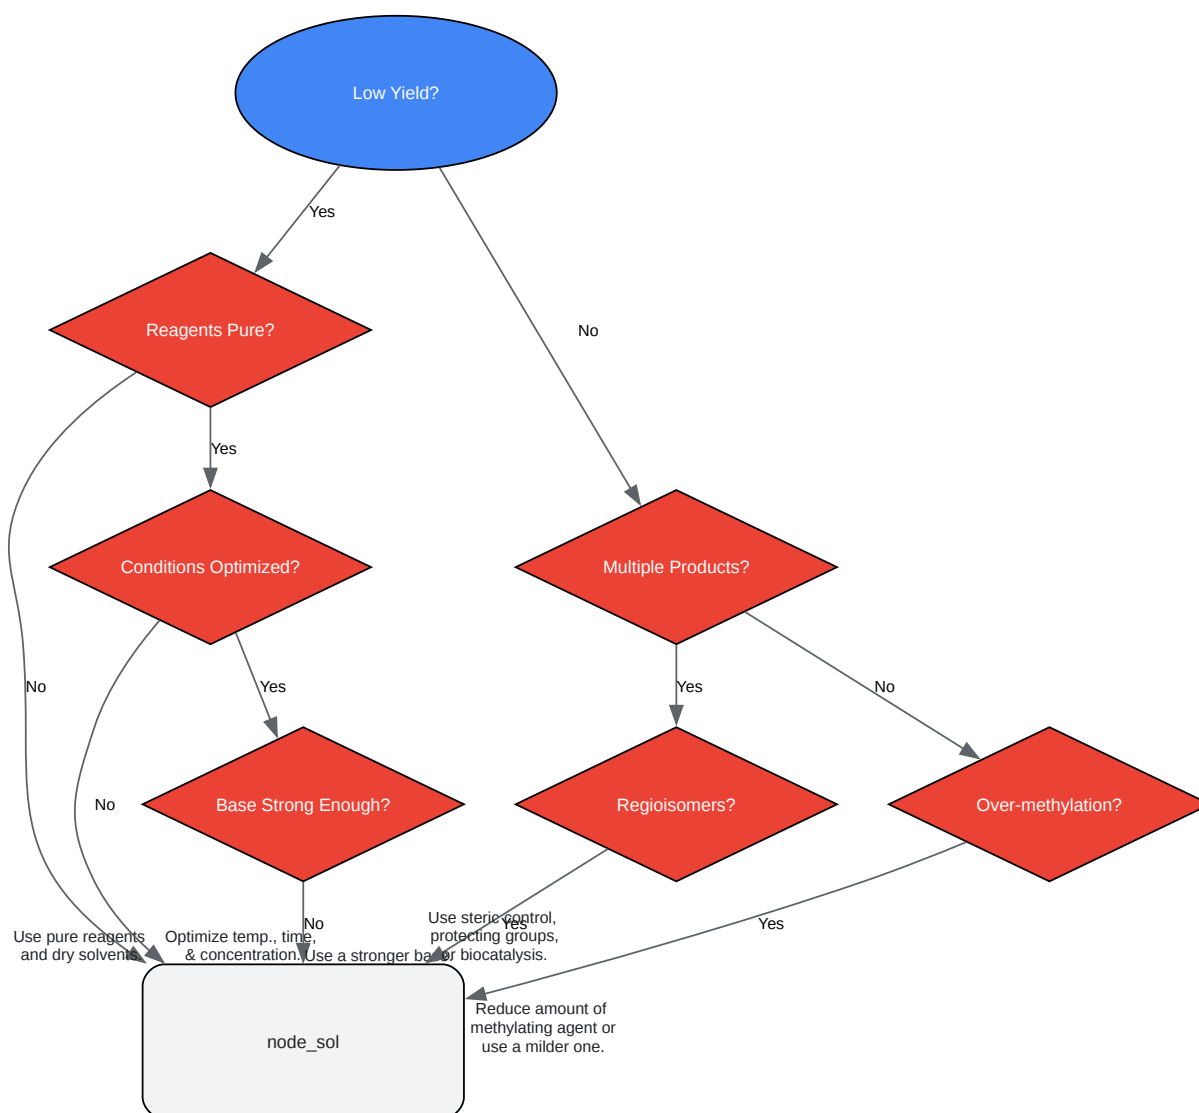 Low Yield?
Yes
No
Reagents Pure?
Yes
Conditions Optimized?
Multiple Products?
No
Yes
Yes
No
No
Base Strong Enough?
Regioisomers?
Over-methylation?
No
Yes
Yes
Use pure reagents
and dry solvents.
Optimize temp., time,
& concentration.
Use a stronger base.
Use steric control,
protecting groups,
or biocatalysis.
Reduce amount of
methylating agent or
use a milder one.
node_sol